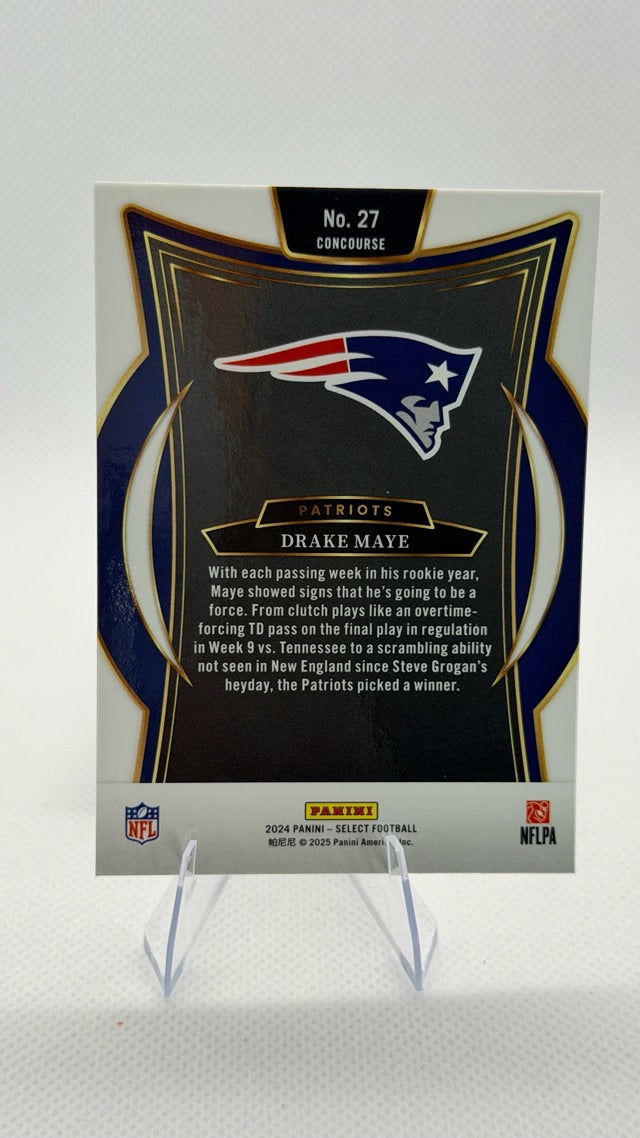 No. 27
CONCOURSE
PATRIOTS
DRAKE MAYE
With each passing week in his rookie year,
Maye showed signs that he's going to be a
force. From clutch plays like an overtime-
forcing TD pass on the final play in regulation
in Week 9 vs. Tennessee to a scrambling ability
not seen in New England since Steve Grogan's
heyday, the Patriots picked a winner.
NFL
PANINI
2024 PANINI – SELECT FOOTBALL
帕尼尼 © 2025 Panini America, Inc.
NFLPA